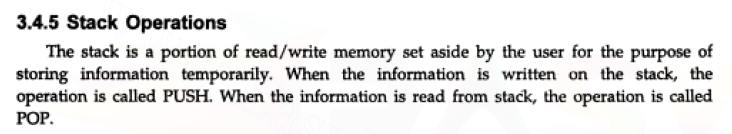 3.4.5 Stack Operations
The stack is a portion of read/write memory set aside by the user for the purpose of
storing information temporarily. When the information is written on the stack, the
operation is called PUSH. When the information is read from stack, the operation is called
POP.